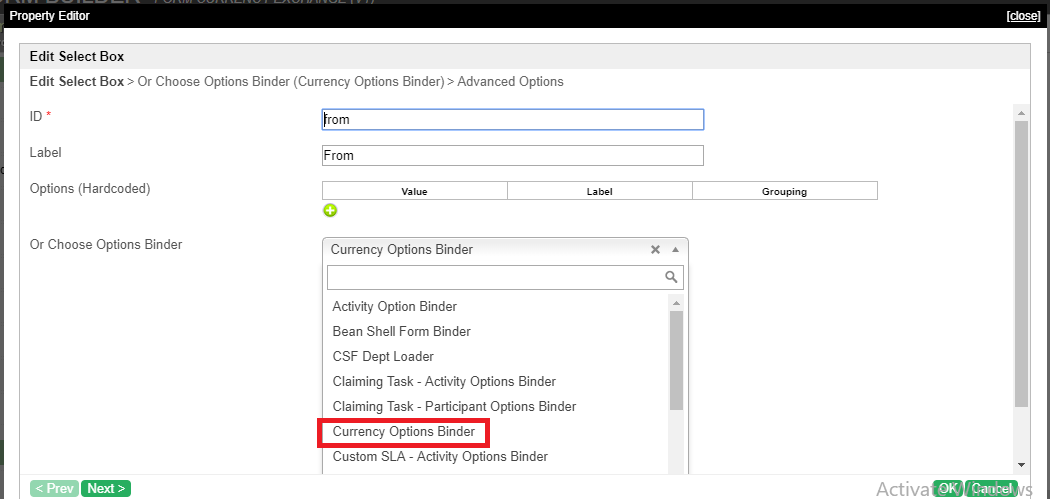 Property Editor
[close]
Edit Select Box
Edit Select Box > Or Choose Options Binder (Currency Options Binder) > Advanced Options
ID *
from
Label
From
Options (Hardcoded)
Value Label Grouping
Or Choose Options Binder
Currency Options Binder
Activity Option Binder
Bean Shell Form Binder
CSF Dept Loader
Claiming Task - Activity Options Binder
Claiming Task - Participant Options Binder
Currency Options Binder
Custom SLA - Activity Options Binder
< Prev Next >
OK Cancel
Activate Windows